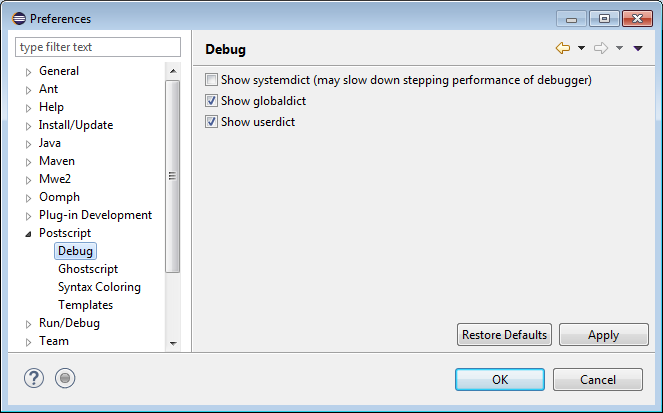 Preferences
type filter text
General
Ant
Help
Install/Update
Java
Maven
Mwe2
Oomph
Plug-in Development
Postscript
Debug
Ghostscript
Syntax Coloring
Templates
Run/Debug
Team
Debug
Show systemdict (may slow down stepping performance of debugger)
Show globaldict
Show userdict
Restore Defaults
Apply
OK
Cancel